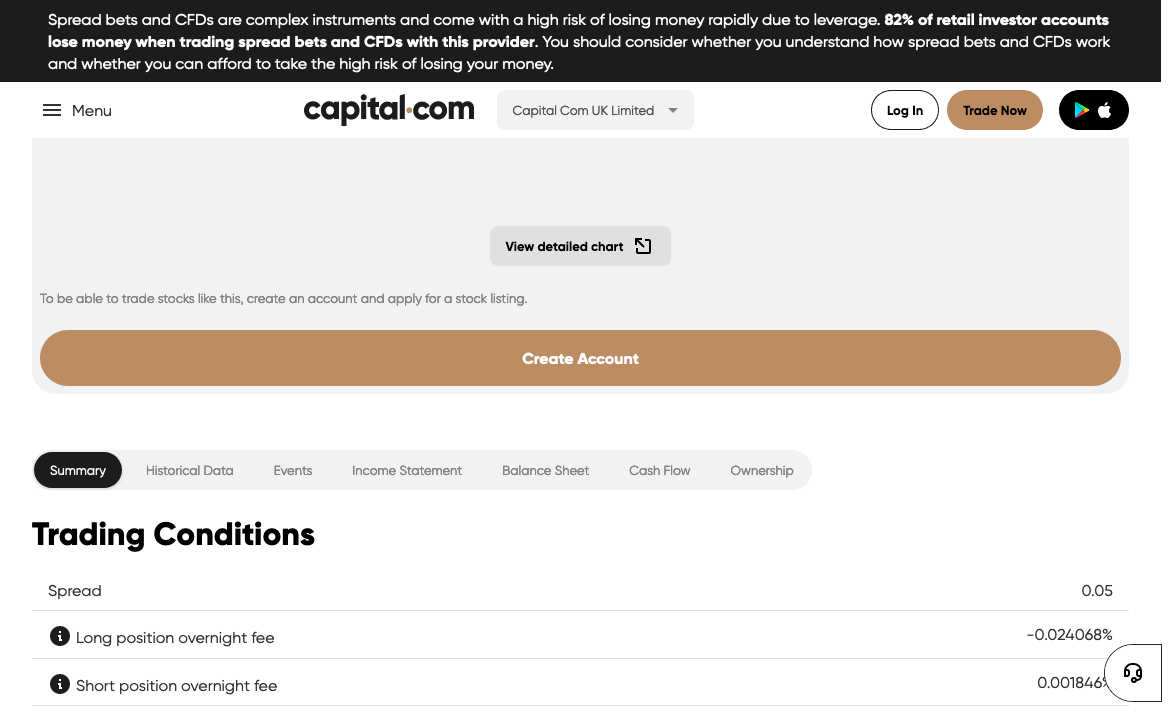 Spread bets and CFDs are complex instruments and come with a high risk of losing money rapidly due to leverage. 82% of retail investor accounts
lose money when trading spread bets and CFDs with this provider. You should consider whether you understand how spread bets and CFDs work
and whether you can afford to take the high risk of losing your money.
Menu
capital.com
Capital Com UK Limited
Log In
Trade Now
View detailed chart
To be able to trade stocks like this, create an account and apply for a stock listing.
Create Account
Summary Historical Data Events Income Statement Balance Sheet Cash Flow Ownership
Trading Conditions
Spread 0.05
Long position overnight fee -0.024068%
Short position overnight fee 0.001846%